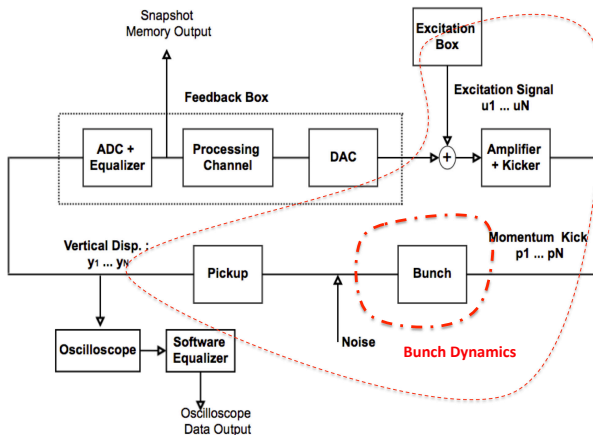 Snapshot
Memory Output
Excitation
Box
Feedback Box
Excitation Signal
u1 ... uN
ADC +
Equalizer
Processing
Channel
DAC
+
Amplifier
+ Kicker
Vertical Disp. :
y1 ... yN
Pickup
Bunch
Momentum Kick
p1 ... pN
Oscilloscope
Software
Equalizer
Noise
Bunch Dynamics
Oscilloscope
Data Output